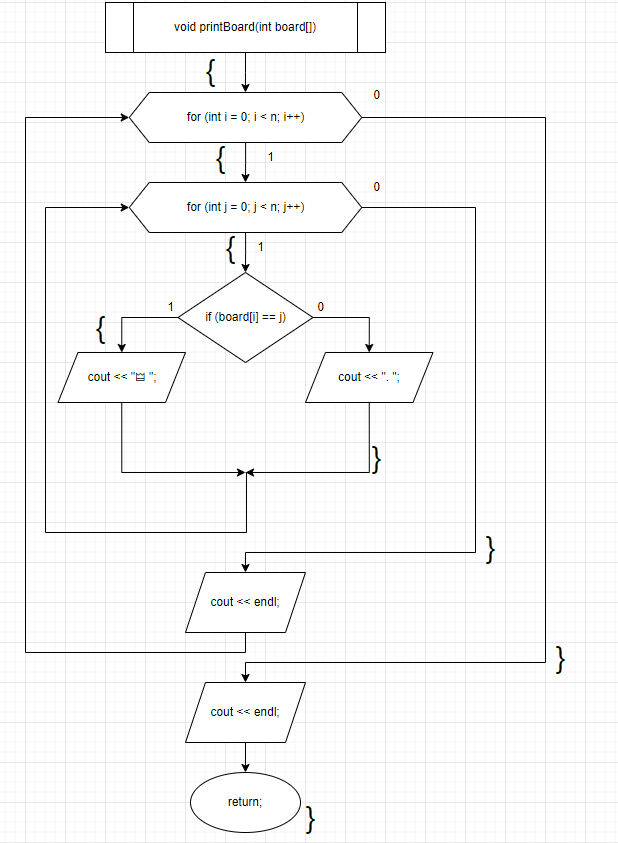 void printBoard(int board[])
{
for (int i = 0; i < n; i++)
0
{
1
for (int j = 0; j < n; j++)
0
{
1
if (board[i] == j)
1
0
{
cout << "♕ ";
cout << ". ";
}
}
cout << endl;
}
cout << endl;
return;
}